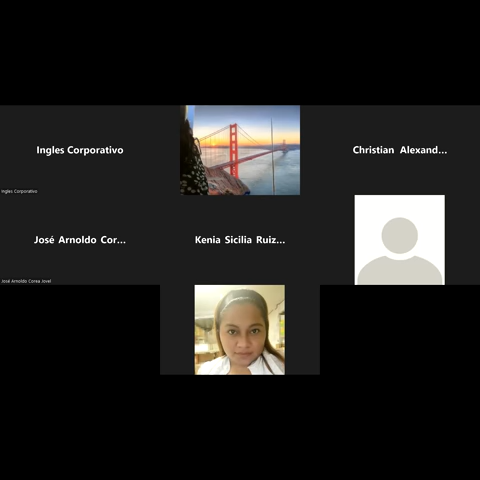 Ingles Corporativo
Christian Alexand...
Ingles Corporativo
José Arnoldo Cor...
Kenia Sicilia Ruiz...
José Arnoldo Corea Jovel